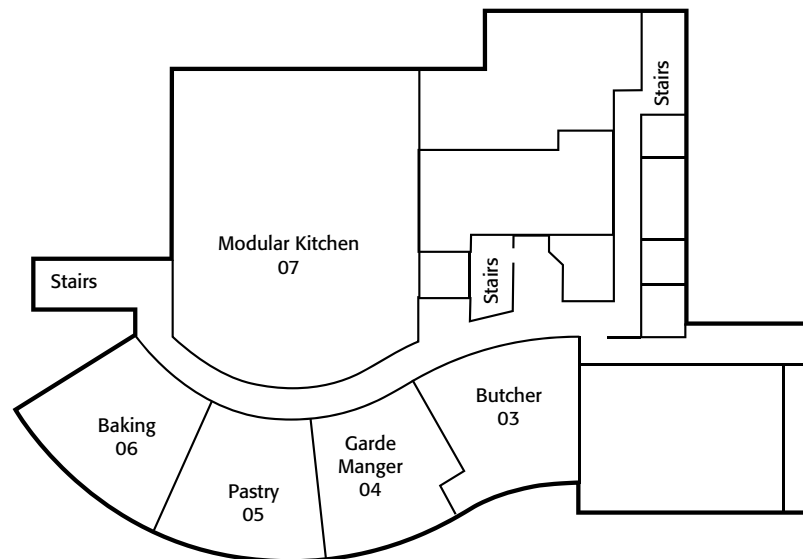 Stairs
Modular Kitchen
07
Stairs
Stairs
Butcher
03
Baking
06
Garde
Manger
04
Pastry
05